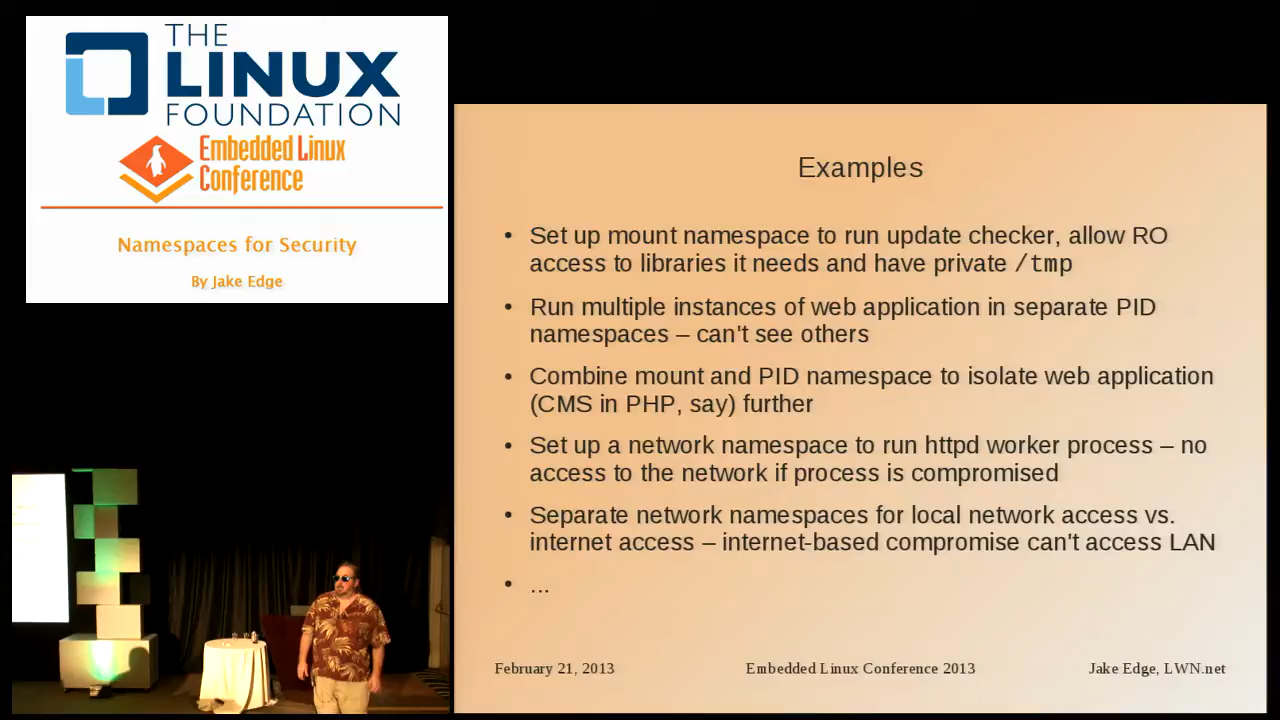 THE
LINUX
FOUNDATION
Embedded Linux
Conference
Namespaces for Security
By Jake Edge
Examples
• Set up mount namespace to run update checker, allow RO
access to libraries it needs and have private /tmp
• Run multiple instances of web application in separate PID
namespaces – can't see others
• Combine mount and PID namespace to isolate web application
(CMS in PHP, say) further
• Set up a network namespace to run httpd worker process – no
access to the network if process is compromised
• Separate network namespaces for local network access vs.
internet access – internet-based compromise can't access LAN
• ...
February 21, 2013
Embedded Linux Conference 2013
Jake Edge, LWN.net